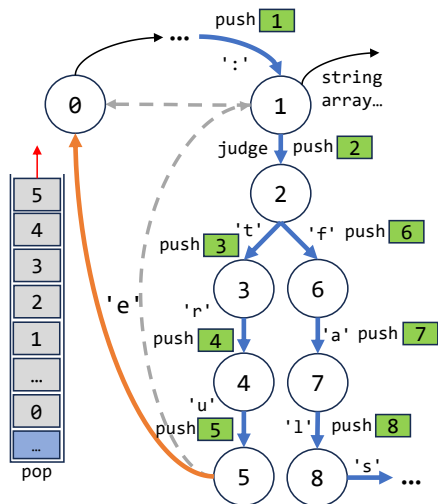 push 1
...
':'
0
1
string
array…
judge push 2
2
't' 'f' push 6
push 3
3 6
'r' 'a' push 7
4
4 7
'u' 'l' push 8
push 5
5 8 's' ...
'e'
5
4
3
2
1
…
0
…
pop